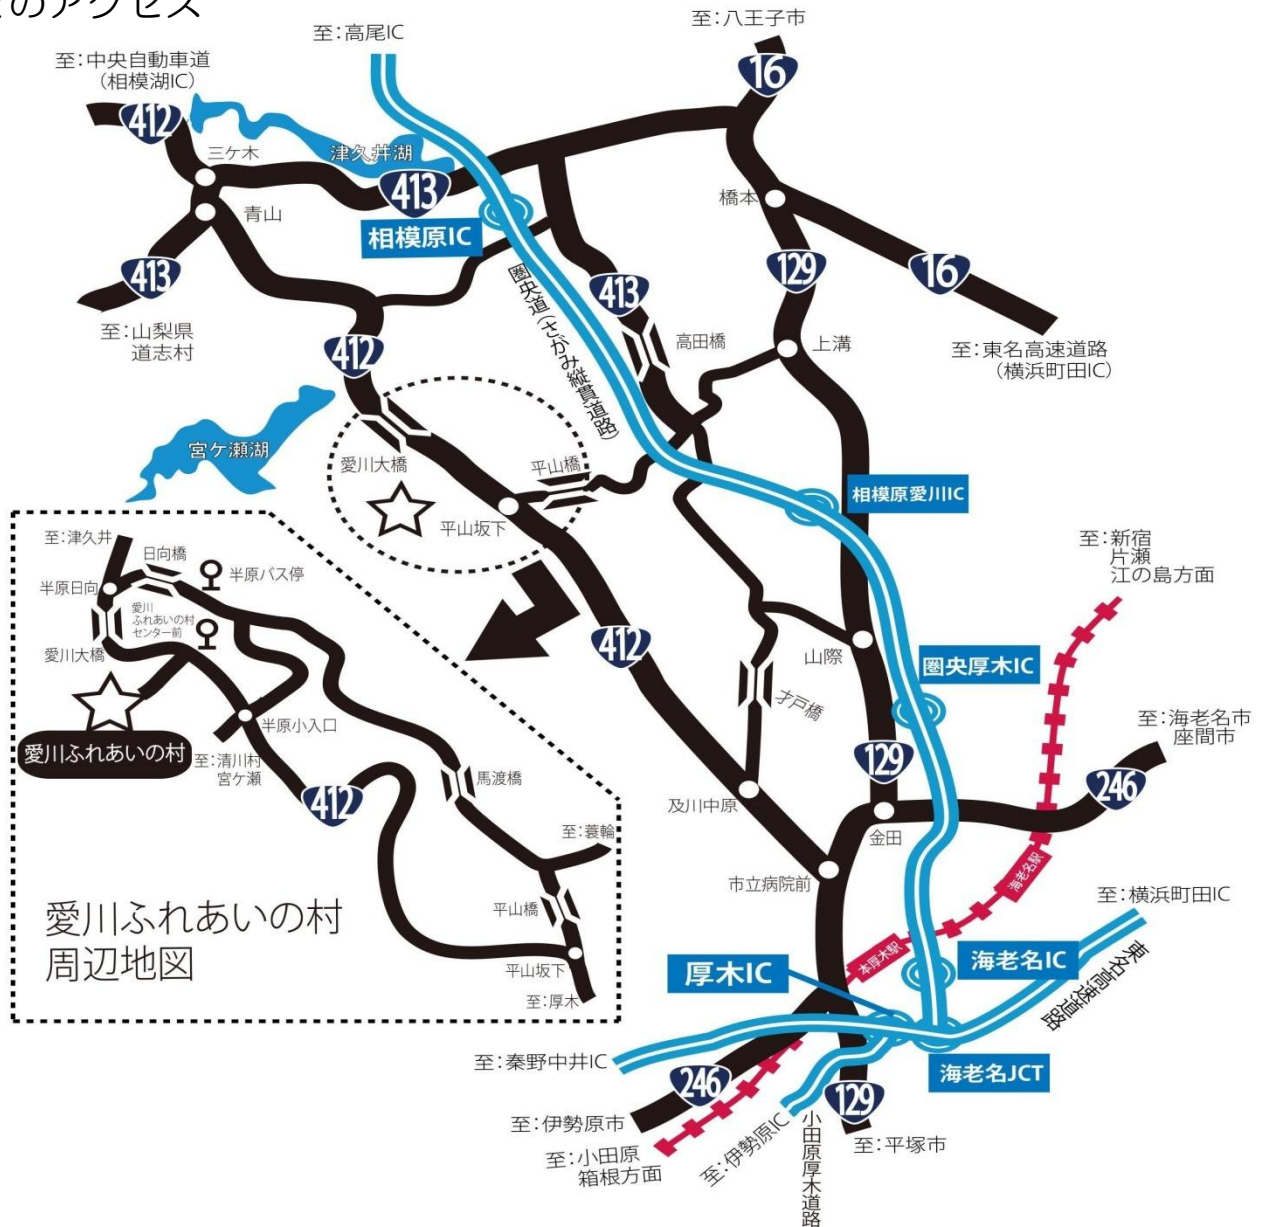 のアクセス
至:高尾IC
至:八王子市
至:中央自動車道
(相模湖IC)
16
412
三ケ木
津久井湖
413
青山
相模原IC
橋本
413
129
16
413
至:山梨県
道志村
圏央道(さがみ縦貫道路)
高田橋
上溝
至:東名高速道路
(横浜町田IC)
412
宮ケ瀬湖
愛川大橋
平山橋
平山坂下
相模原愛川IC
至:新宿
片瀬
江の島方面
至:津久井
日向橋
半原バス停
半原日向
愛川
ふれあいの村
センター前
愛川大橋
愛川ふれあいの村
半原小入口
至:清川村
宮ケ瀬
412
馬渡橋
至:蓑輪
平山橋
平山坂下
至:厚木
愛川ふれあいの村
周辺地図
412
山際
圏央厚木IC
才戸橋
至:海老名市
座間市
129
246
及川中原
金田
海老名駅
市立病院前
至:横浜町田IC
本厚木駅
海老名IC
厚木IC
東名高速道路
至:秦野中井IC
海老名JCT
246
129
至:伊勢原市
至:小田原
箱根方面
至:伊勢原IC
小田原厚木道路
至:平塚市